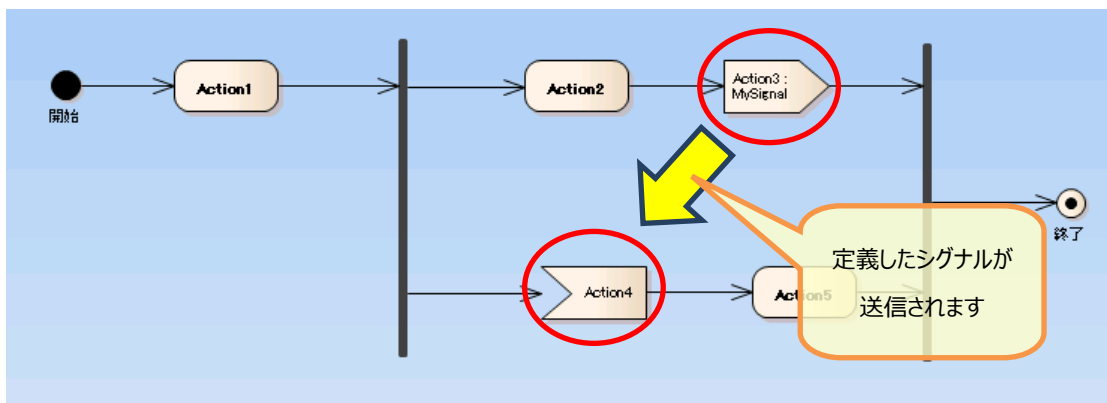 開始
Action1
Action2
Action3 :
MySignal
Action4
Action5
終了
定義したシグナルが
送信されます